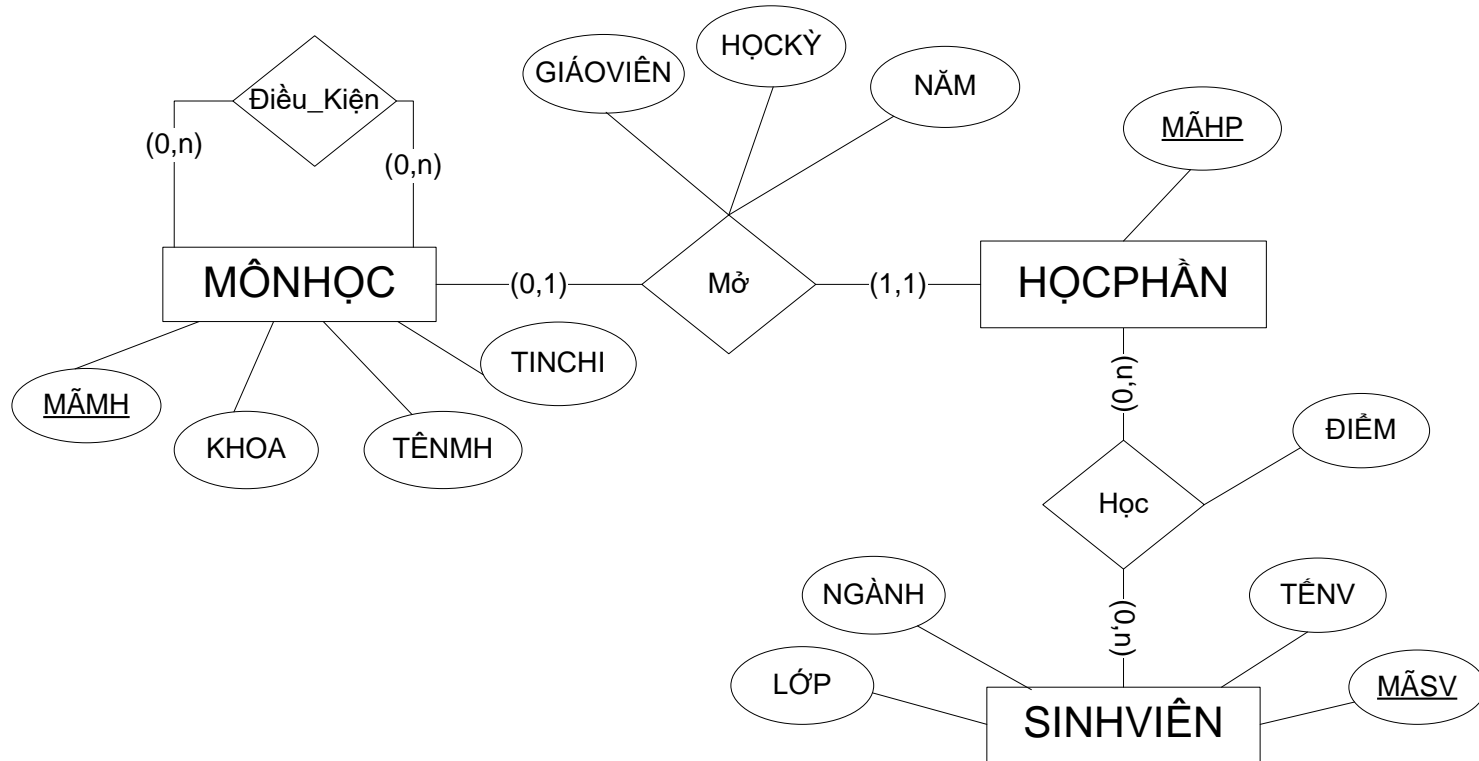 HỌCKỲ
GIÁOVIÊN
NĂM
Điều_Kiện
MÃHP
(0,n)
(0,n)
MÔNHỌC
(0,1)
Mở
(1,1)
HỌCPHẦN
TINCHI
MÃMH
KHOA
TÊNMH
(0,n)
ĐIỂM
Học
NGÀNH
(0,n)
TẾNV
LỚP
MÃSV
SINHVIÊN